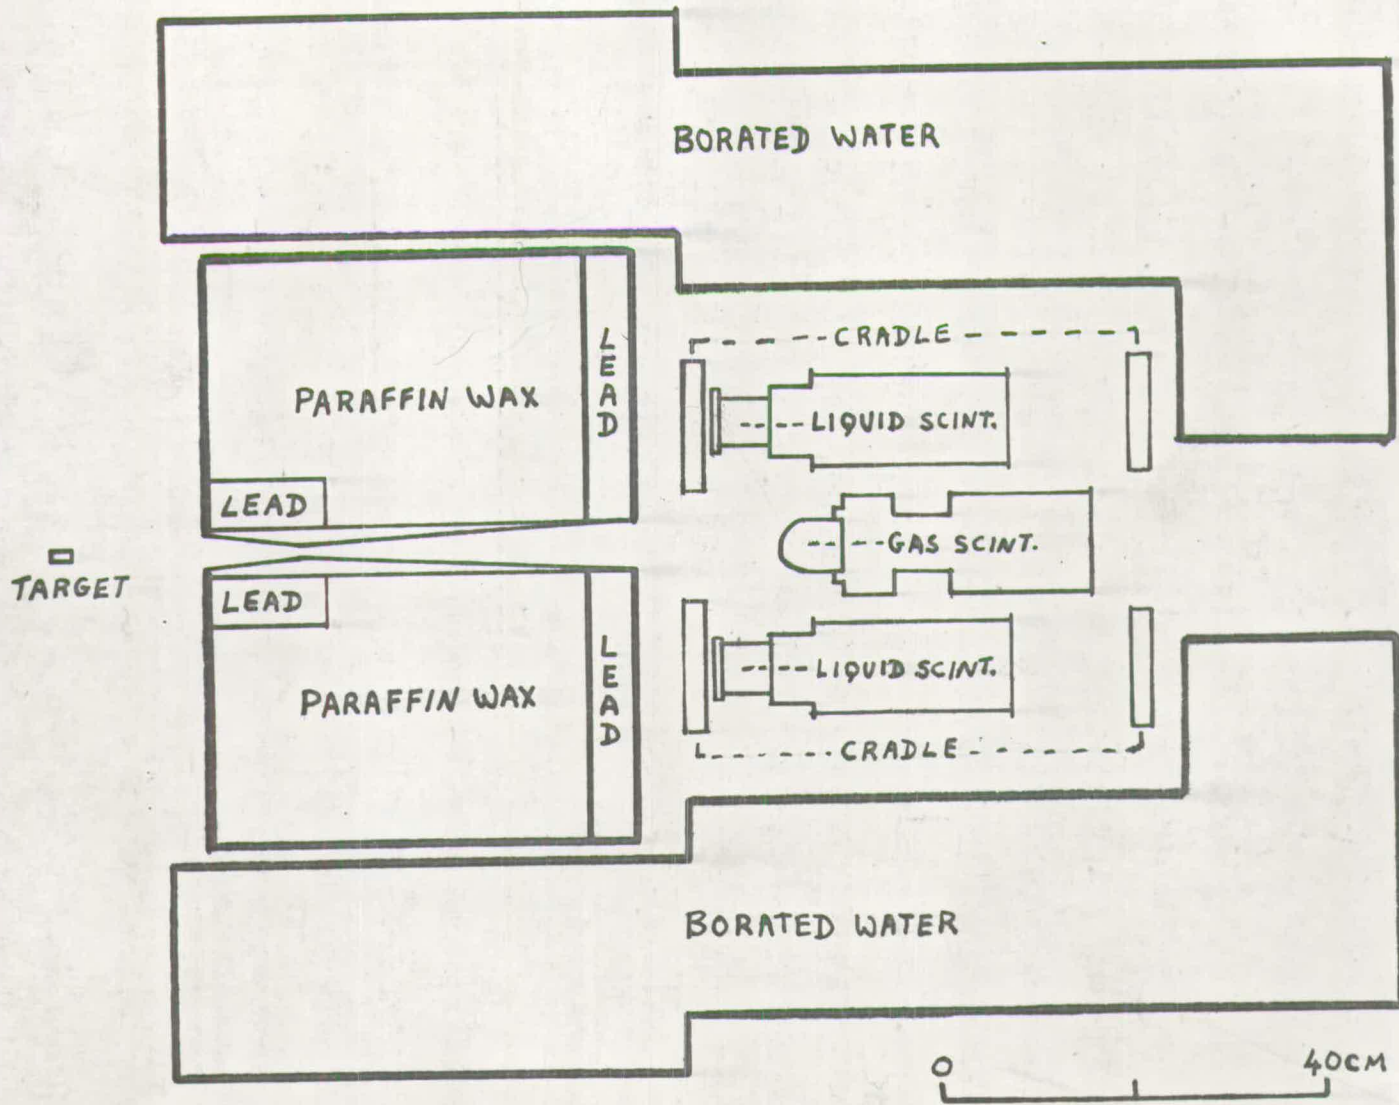 BORATED WATER
CRADLE
LEAD
PARAFFIN WAX
LIQUID SCINT.
LEAD
GAS SCINT.
TARGET
LEAD
LEAD
LIQUID SCINT.
PARAFFIN WAX
CRADLE
BORATED WATER
0 40CM